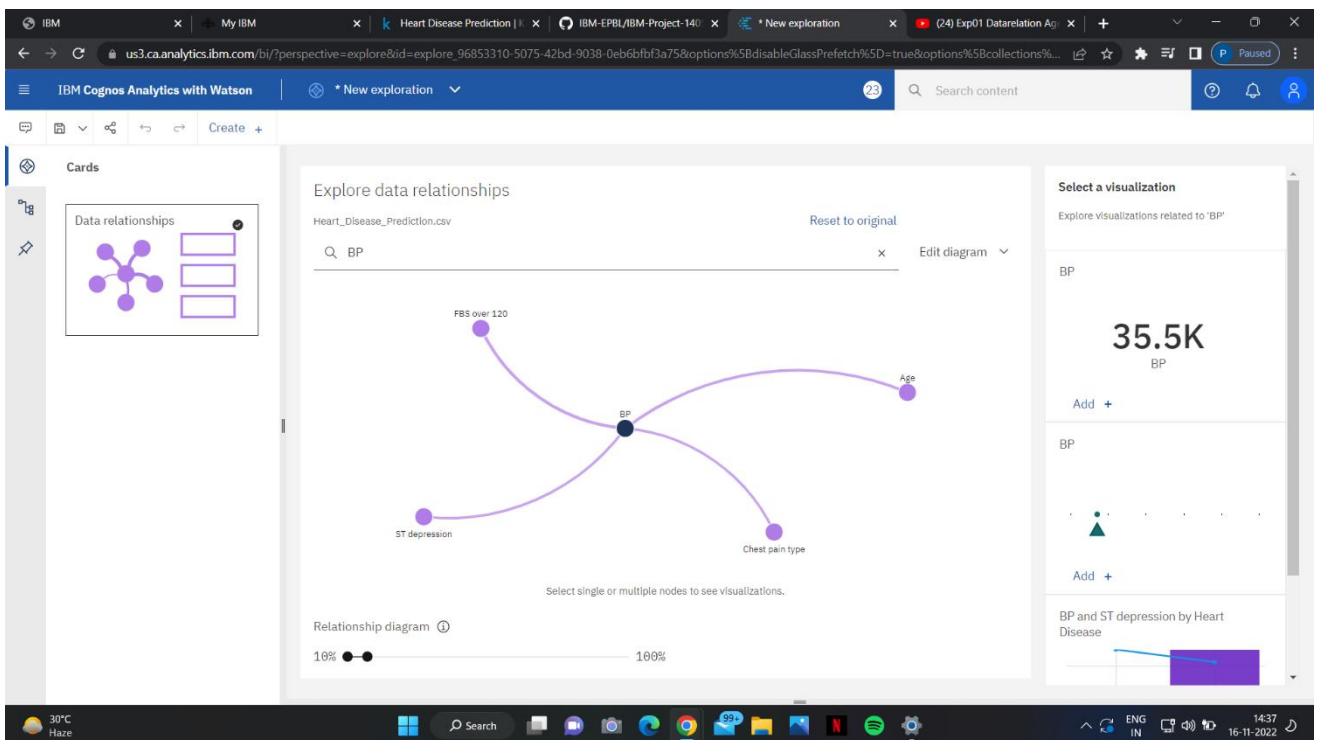 IBM
My IBM
Heart Disease Prediction | K
IBM-EPBL/IBM-Project-140
* New exploration
(24) Exp01 Datarelation Ag
us3.ca.analytics.ibm.com/bi/?perspective=explore&id=explore_96853310-5075-42bd-9038-0eb6bfbf3a75&options%5BdisableGlassPrefetch%5D=true&options%5Bcollections%...
P Paused
IBM Cognos Analytics with Watson
* New exploration
23
Search content
Create +
Cards
Data relationships
Explore data relationships
Heart_Disease_Prediction.csv
Reset to original
BP
Edit diagram
FBS over 120
Age
BP
ST depression
Chest pain type
Select single or multiple nodes to see visualizations.
Relationship diagram
10%
100%
Select a visualization
Explore visualizations related to 'BP'
BP
35.5K
BP
Add +
BP
Add +
BP and ST depression by Heart
Disease
30°C
Haze
Search
99+
N
ENG
IN
14:37
16-11-2022